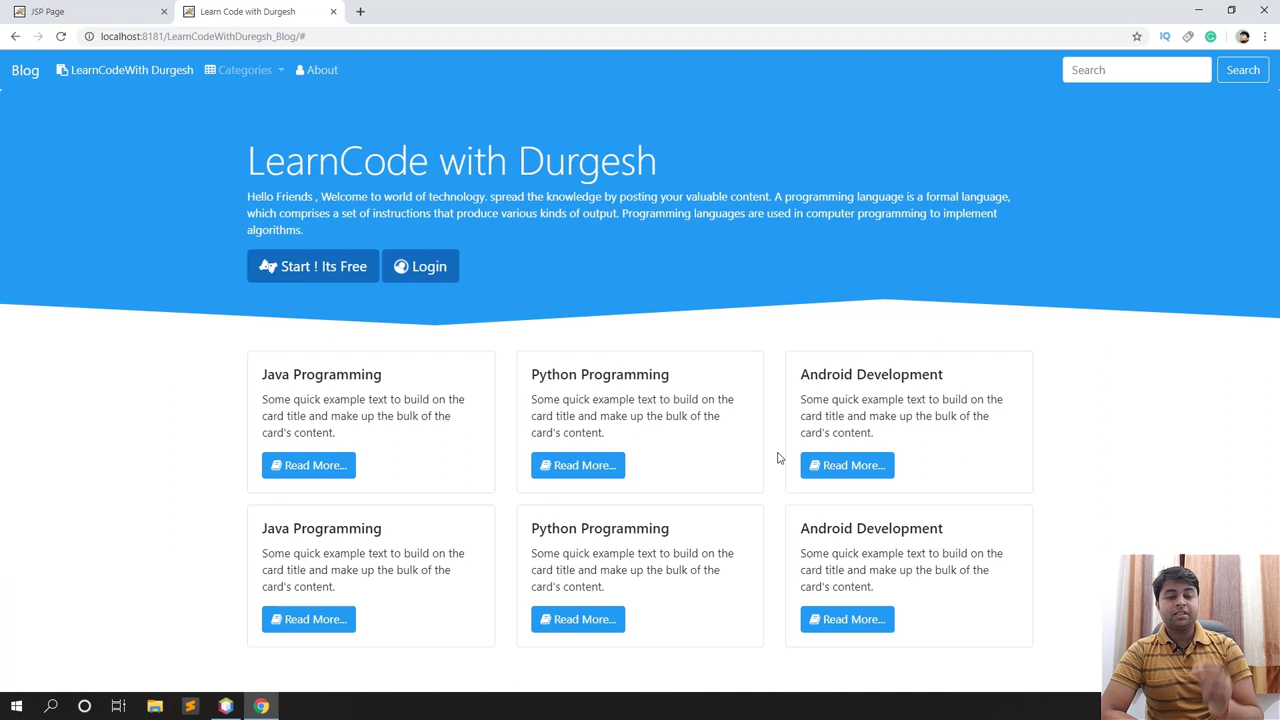 JSP Page
Learn Code with Durgesh
localhost:8181/LearnCodeWithDuregsh_Blog/#
Blog
LearnCodeWith Durgesh
Categories
About
Search
Search
LearnCode with Durgesh
Hello Friends , Welcome to world of technology. spread the knowledge by posting your valuable content. A programming language is a formal language,
which comprises a set of instructions that produce various kinds of output. Programming languages are used in computer programming to implement
algorithms.
Start ! Its Free
Login
Java Programming
Some quick example text to build on the
card title and make up the bulk of the
card's content.
Read More...
Python Programming
Some quick example text to build on the
card title and make up the bulk of the
card's content.
Read More...
Android Development
Some quick example text to build on the
card title and make up the bulk of the
card's content.
Read More...
Java Programming
Some quick example text to build on the
card title and make up the bulk of the
card's content.
Read More...
Python Programming
Some quick example text to build on the
card title and make up the bulk of the
card's content.
Read More...
Android Development
Some quick example text to build on the
card title and make up the bulk of the
card's content.
Read More...
IQ